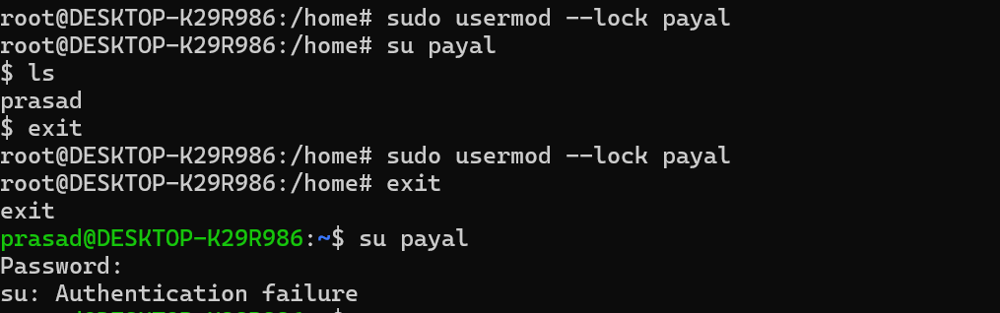 root@DESKTOP-K29R986:/home# sudo usermod --lock payal
root@DESKTOP-K29R986:/home# su payal
$ ls
prasad
$ exit
root@DESKTOP-K29R986:/home# sudo usermod --lock payal
root@DESKTOP-K29R986:/home# exit
exit
prasad@DESKTOP-K29R986:~$ su payal
Password:
su: Authentication failure